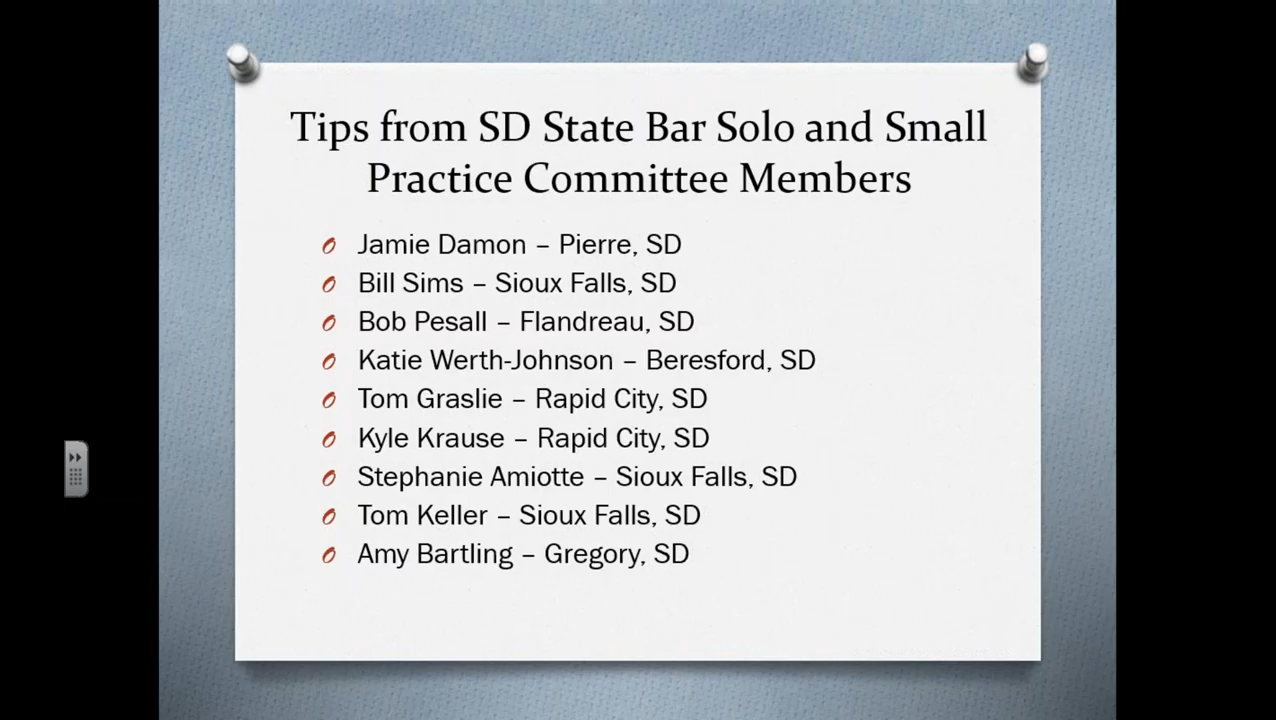 Tips from SD State Bar Solo and Small
Practice Committee Members
Jamie Damon – Pierre, SD
Bill Sims – Sioux Falls, SD
Bob Pesall – Flandreau, SD
Katie Werth-Johnson – Beresford, SD
Tom Graslie – Rapid City, SD
Kyle Krause – Rapid City, SD
Stephanie Amiotte – Sioux Falls, SD
Tom Keller – Sioux Falls, SD
Amy Bartling – Gregory, SD